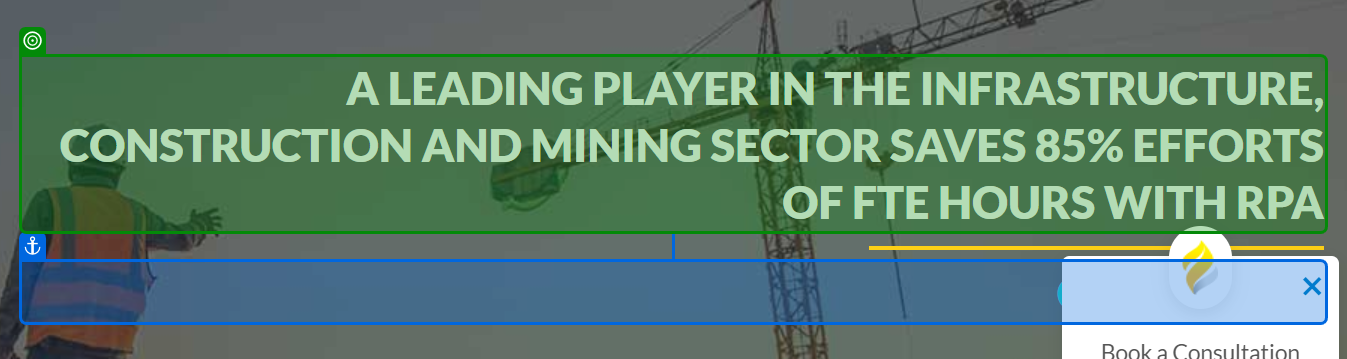 A LEADING PLAYER IN THE INFRASTRUCTURE,
CONSTRUCTION AND MINING SECTOR SAVES 85% EFFORTS
OF FTE HOURS WITH RPA
Book a Consultation